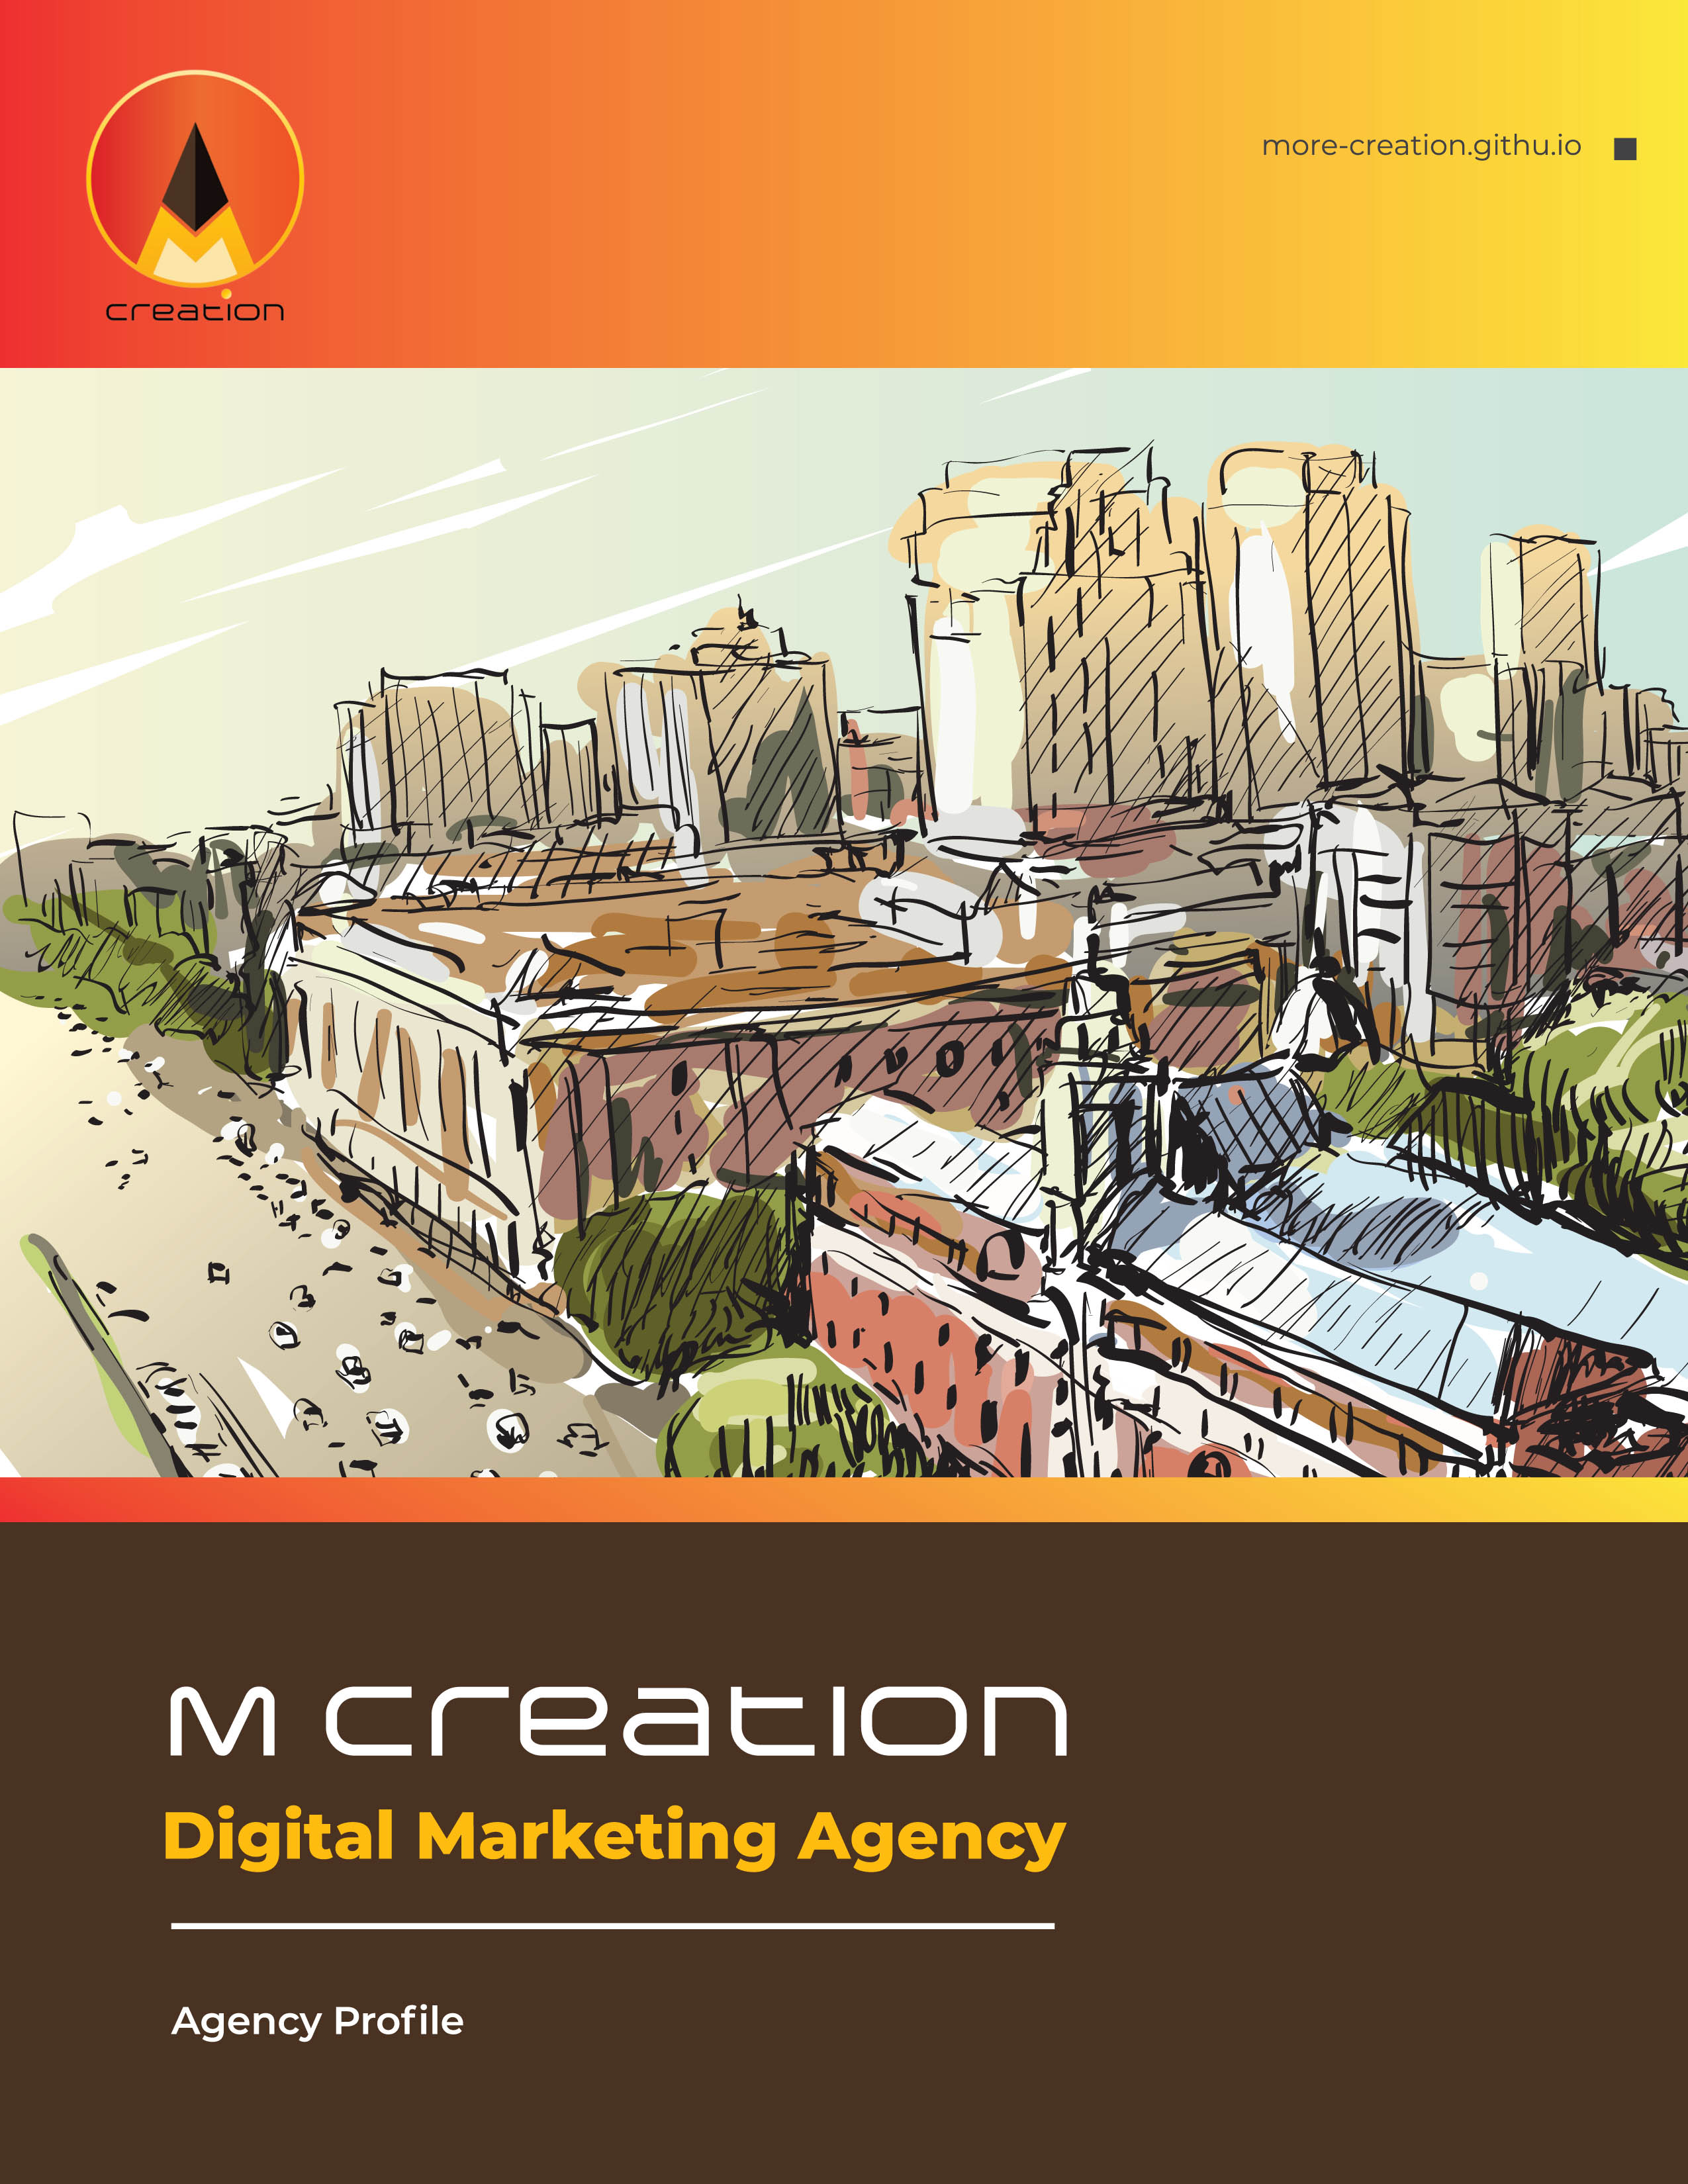 creation
more-creation.githu.io
M creation
Digital Marketing Agency
Agency Profile